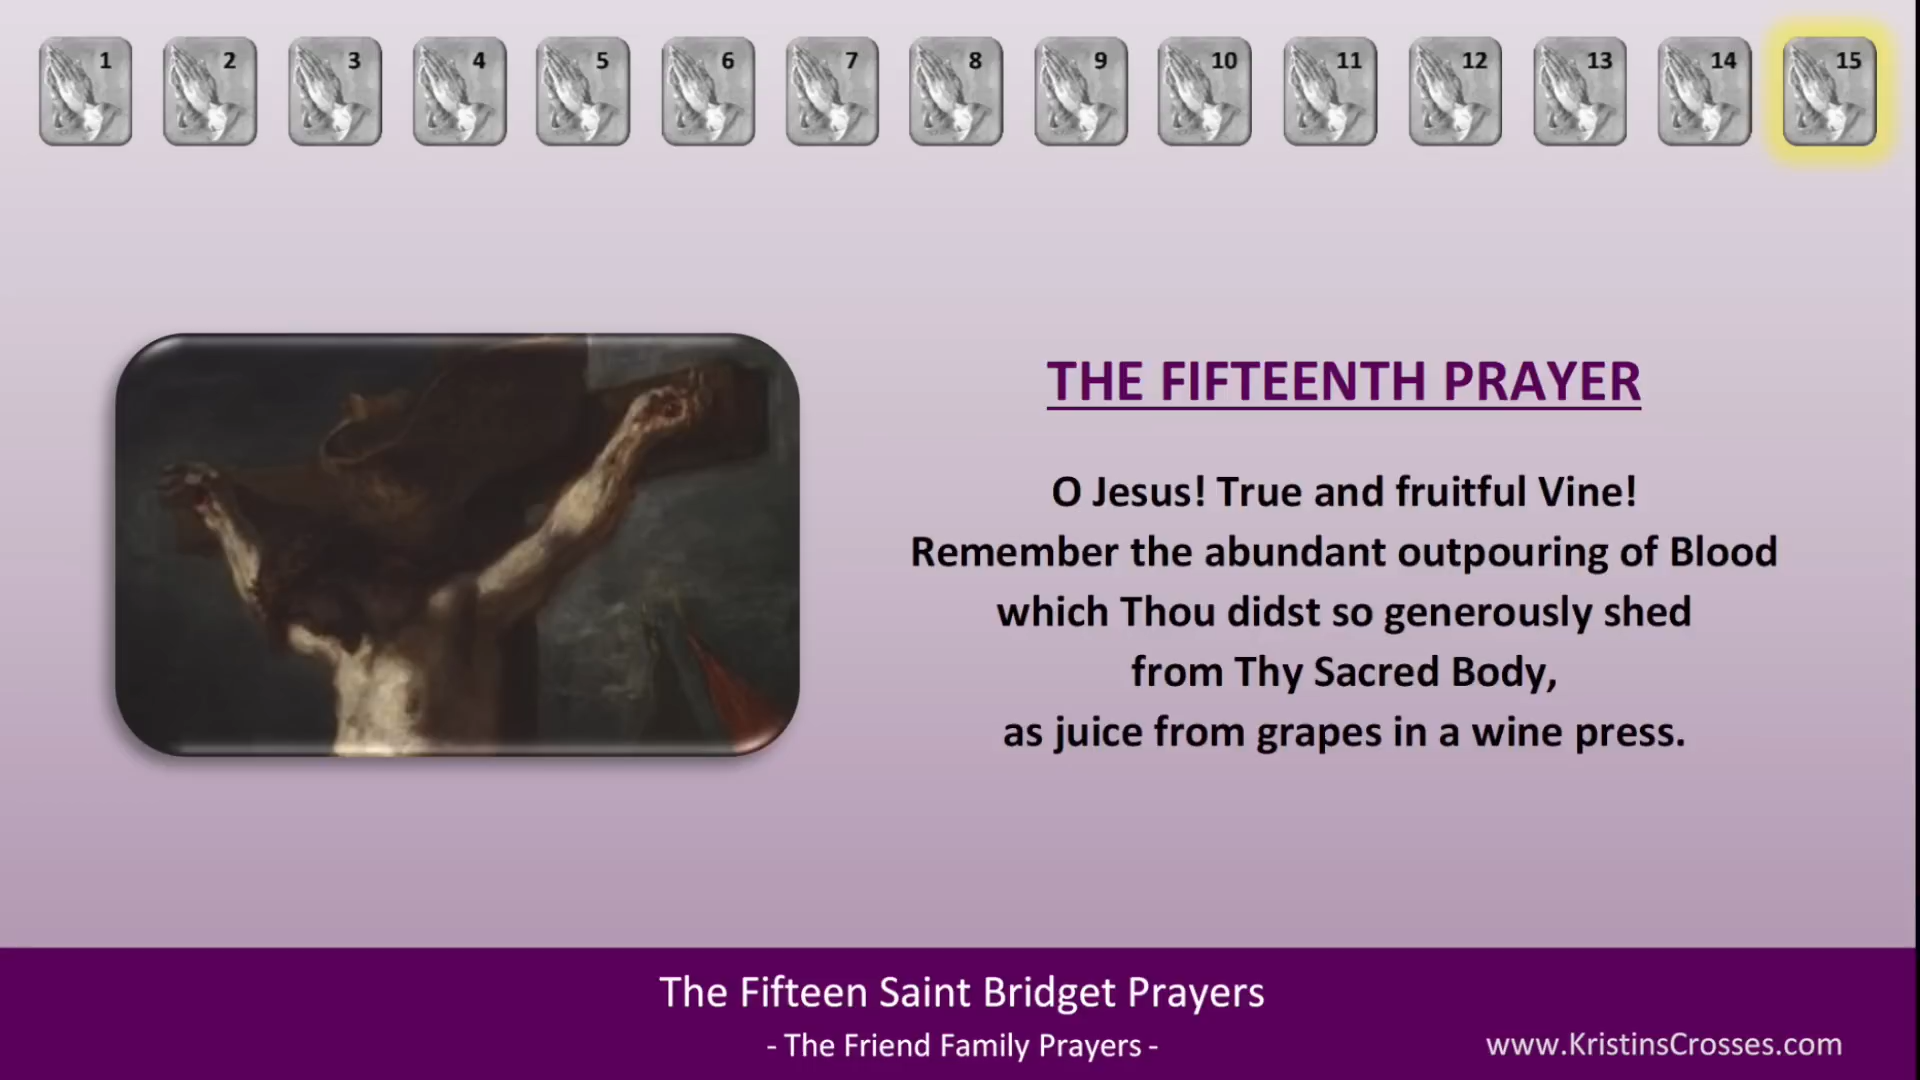 1 2 3 4 5 6 7 8 9 10 11 12 13 14 15
THE FIFTEENTH PRAYER
O Jesus! True and fruitful Vine!
Remember the abundant outpouring of Blood
which Thou didst so generously shed
from Thy Sacred Body,
as juice from grapes in a wine press.
The Fifteen Saint Bridget Prayers
- The Friend Family Prayers -
www.KristinsCrosses.com